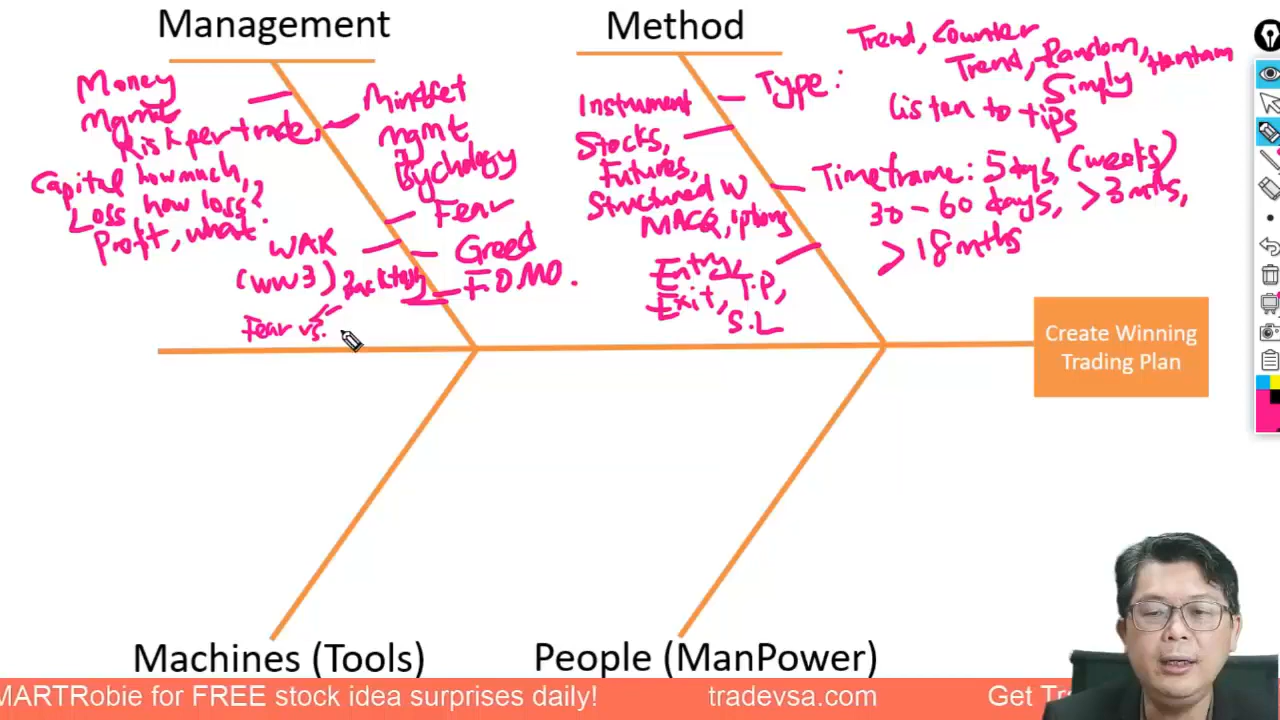 Management
Money
Mgmt
Risk per trade,
Capital how much,
Loss how loss?
Profit, what
Mindset
mgmt
Psychology
Fear
Greed
F.O.M.O.
WAR
(WW3)
Backtest
Fear vs.
Method
Type:
Trend, Counter
Trend, Random, Hantam
Simply
listen to tips
Instrument
Stocks,
Futures,
Structured W
MACQ, options
Timeframe: 5 days, (weeks)
30 - 60 days, > 3 mths,
> 18 mths
Entry,
Exit, T.P,
S.L
Create Winning
Trading Plan
Machines (Tools)
People (ManPower)
MARTRobie for FREE stock idea surprises daily!
tradevsa.com
Get